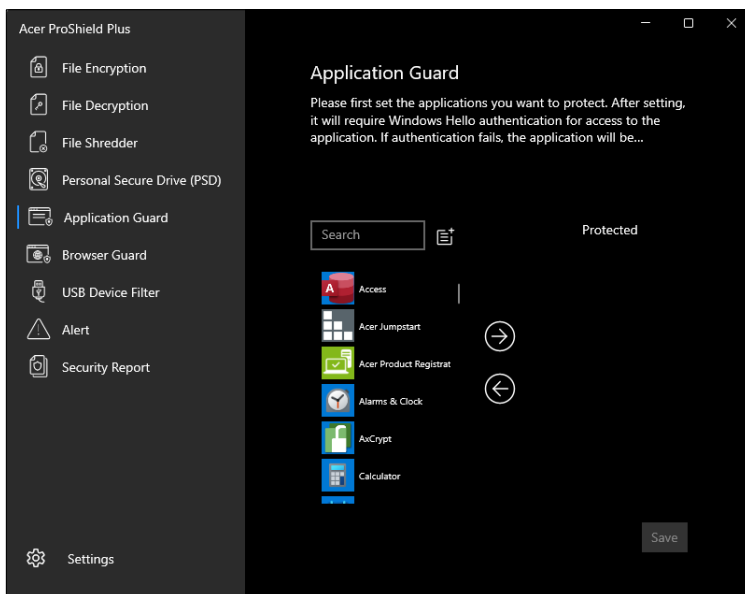 Acer ProShield Plus
File Encryption
File Decryption
File Shredder
Personal Secure Drive (PSD)
Application Guard
Browser Guard
USB Device Filter
Alert
Security Report
Settings
Application Guard
Please first set the applications you want to protect. After setting,
it will require Windows Hello authentication for access to the
application. If authentication fails, the application will be...
Search
Protected
A
Access
Acer Jumpstart
Acer Product Registrat
Alarms & Clock
AxCrypt
Calculator
Save